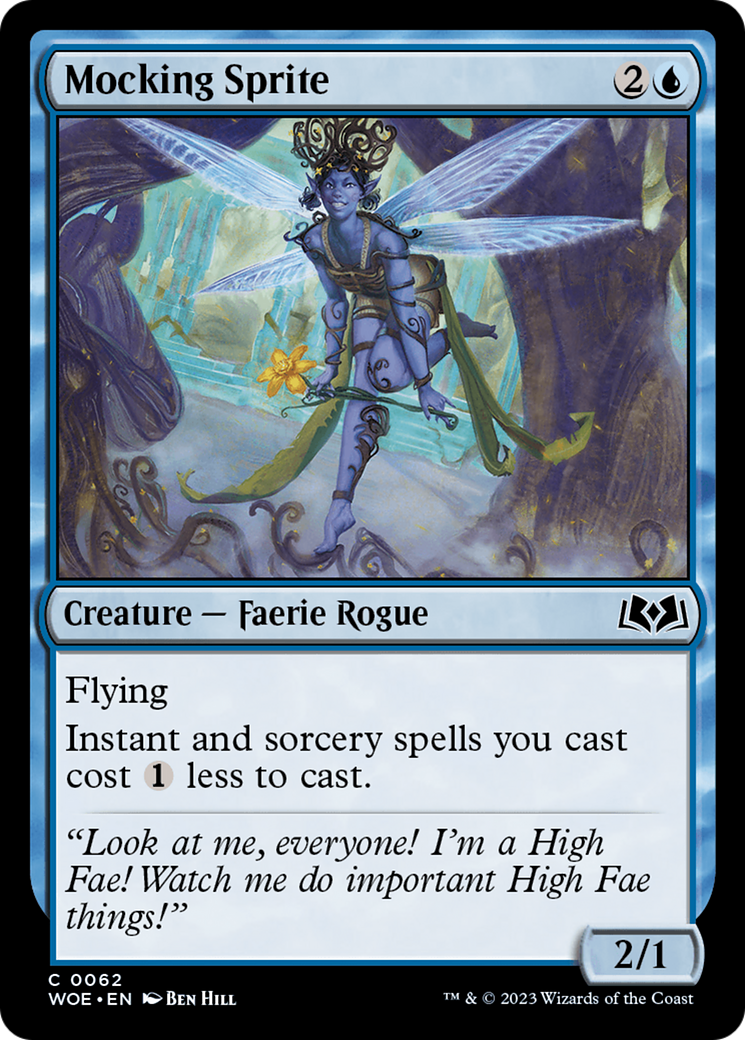 Mocking Sprite 2
Creature — Faerie Rogue
Flying
Instant and sorcery spells you cast
cost 1 less to cast.
“Look at me, everyone! I’m a High
Fae! Watch me do important High Fae
things!”
2/1
C 0062
WOE • EN Ben Hill
™ & © 2023 Wizards of the Coast